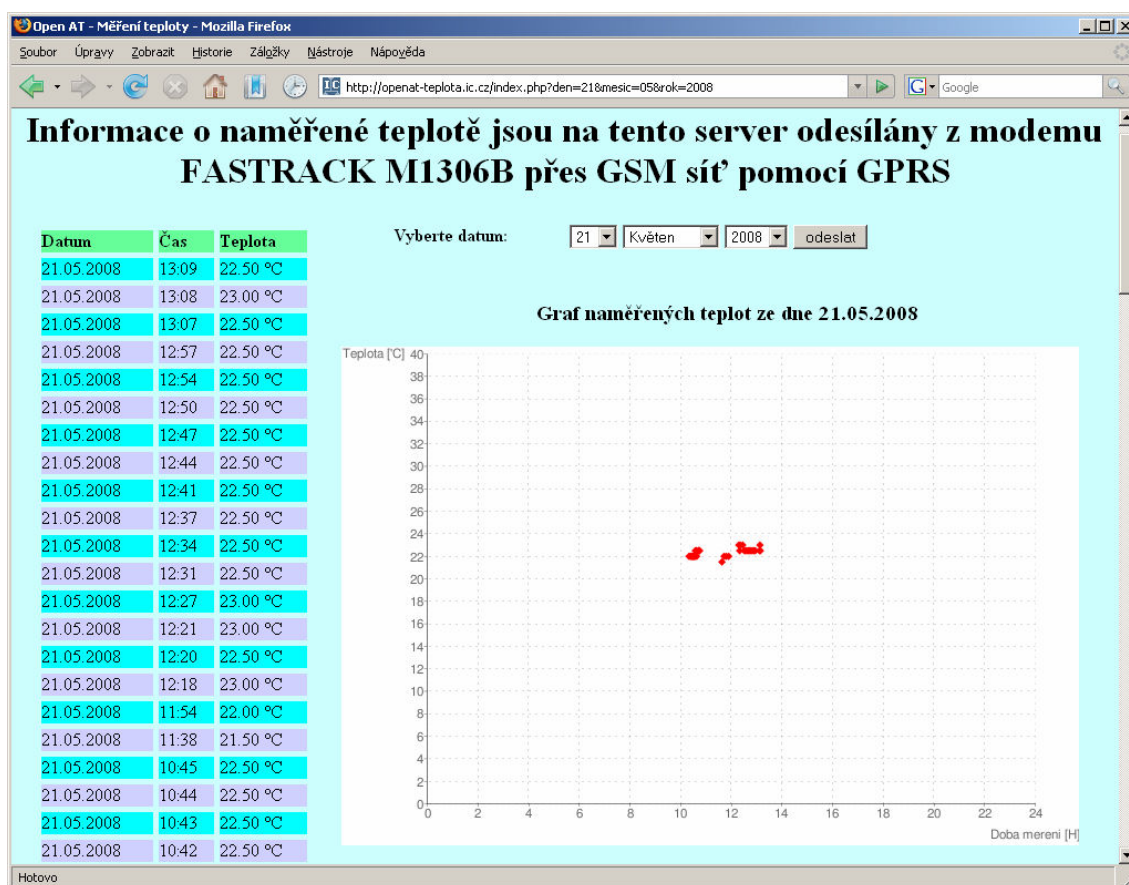 Open AT - Měření teploty - Mozilla Firefox
Soubor Úpravy Zobrazit Historie Záložky Nástroje Nápověda
http://openat-teplota.ic.cz/index.php?den=21&mesic=05&rok=2008
Google
Informace o naměřené teplotě jsou na tento server odesílány z modemu
FASTRACK M1306B přes GSM síť pomocí GPRS
Datum Čas Teplota
21.05.2008 13:09 22.50 °C
21.05.2008 13:08 23.00 °C
21.05.2008 13:07 22.50 °C
21.05.2008 12:57 22.50 °C
21.05.2008 12:54 22.50 °C
21.05.2008 12:50 22.50 °C
21.05.2008 12:47 22.50 °C
21.05.2008 12:44 22.50 °C
21.05.2008 12:41 22.50 °C
21.05.2008 12:37 22.50 °C
21.05.2008 12:34 22.50 °C
21.05.2008 12:31 22.50 °C
21.05.2008 12:27 23.00 °C
21.05.2008 12:21 23.00 °C
21.05.2008 12:20 22.50 °C
21.05.2008 12:18 23.00 °C
21.05.2008 11:54 22.00 °C
21.05.2008 11:38 21.50 °C
21.05.2008 10:45 22.50 °C
21.05.2008 10:44 22.50 °C
21.05.2008 10:43 22.50 °C
21.05.2008 10:42 22.50 °C
Vyberte datum: 21 Květen 2008 odeslat
Graf naměřených teplot ze dne 21.05.2008
Teplota [°C] 40
38
36
34
32
30
28
26
24
22
20
18
16
14
12
10
8
6
4
2
0
0 2 4 6 8 10 12 14 16 18 20 22 24
Doba mereni [H]
Hotovo